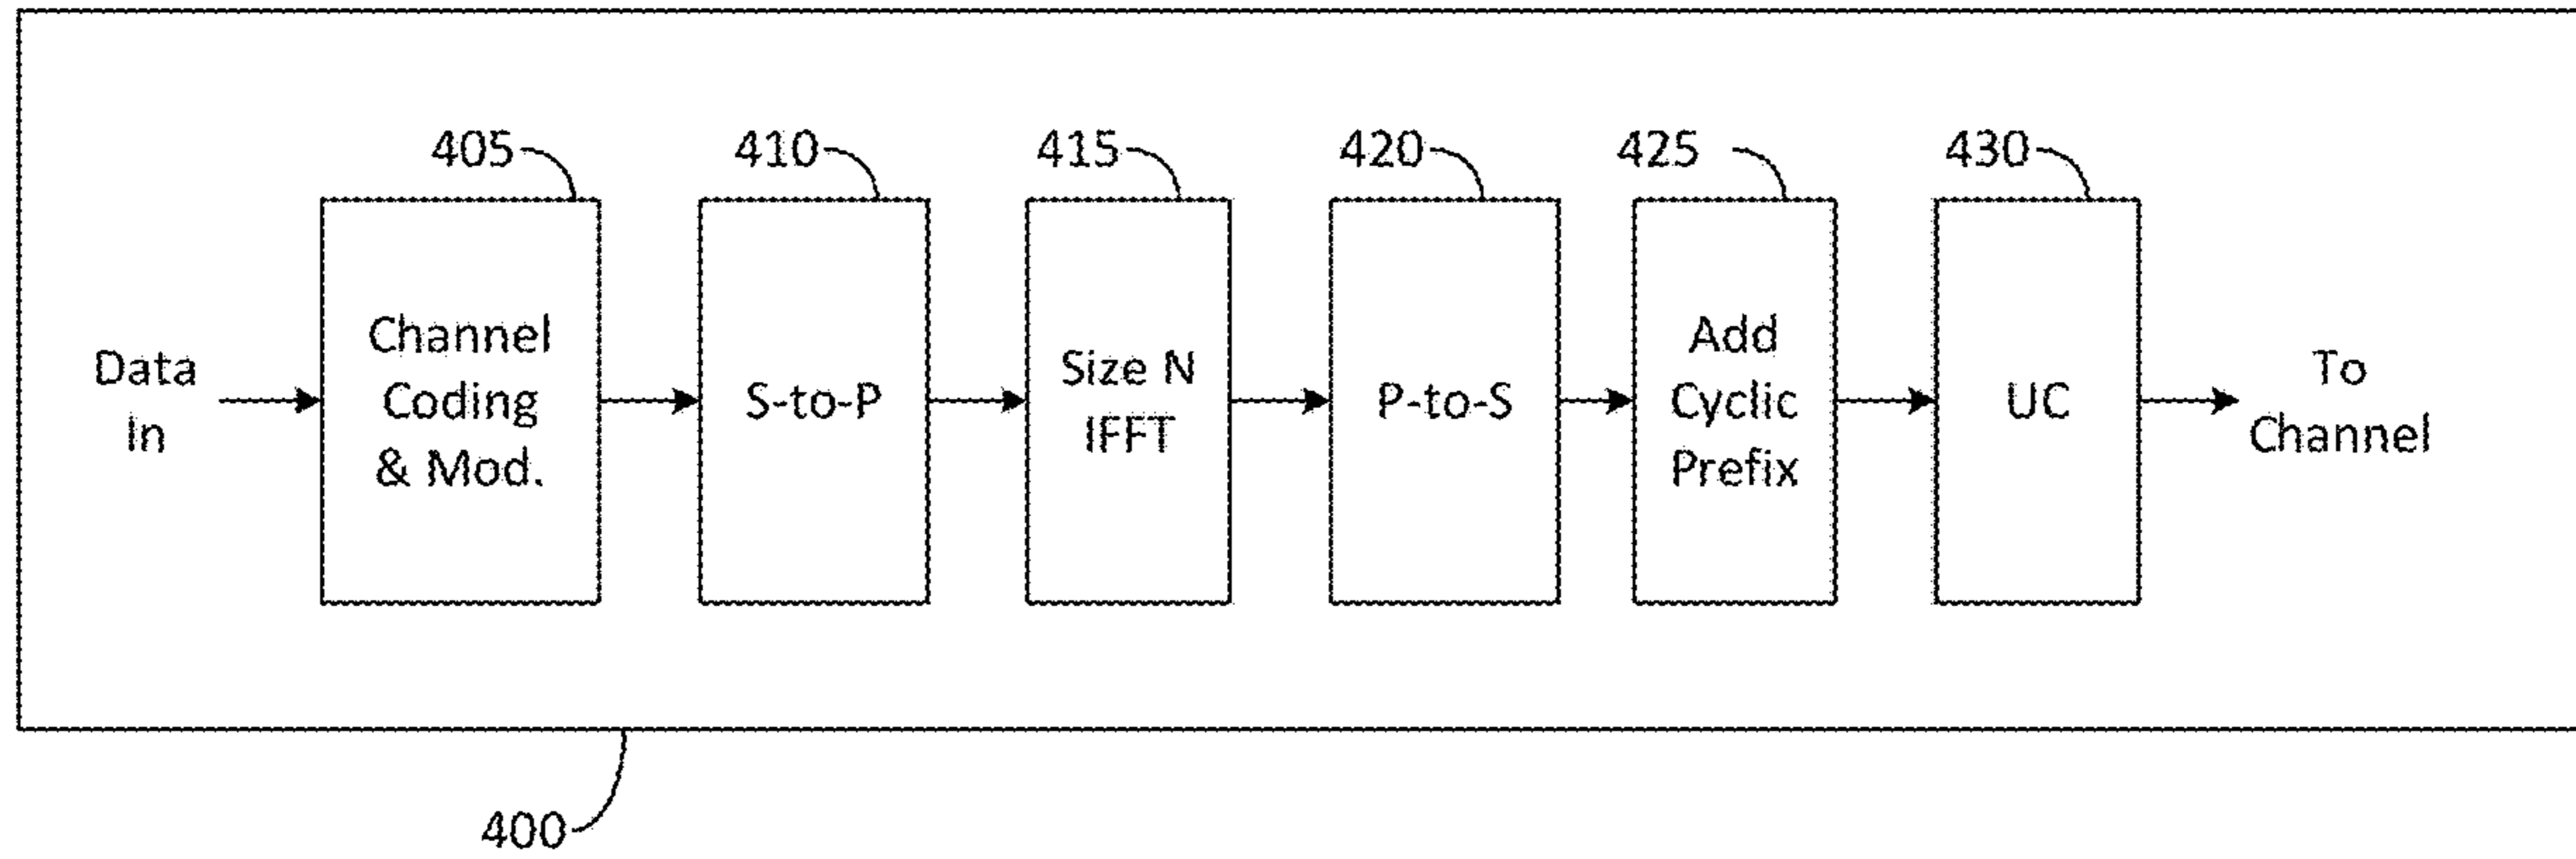 405
410
415
420
425
430
Data
In
Channel
Coding
& Mod.
S-to-P
Size N
IFFT
P-to-S
Add
Cyclic
Prefix
UC
To
Channel
400